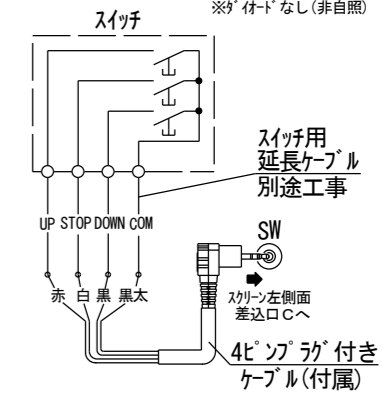 ※ﾀﾞｲｵｰﾄﾞなし(非自照)
スイッチ
スイッチ用
延長ケーブル
別途工事
UP STOP DOWN COM
SW
赤 白 黒 黒太
スクリーン左側面
差込口Cへ
4ピンプラグ付き
ケーブル(付属)